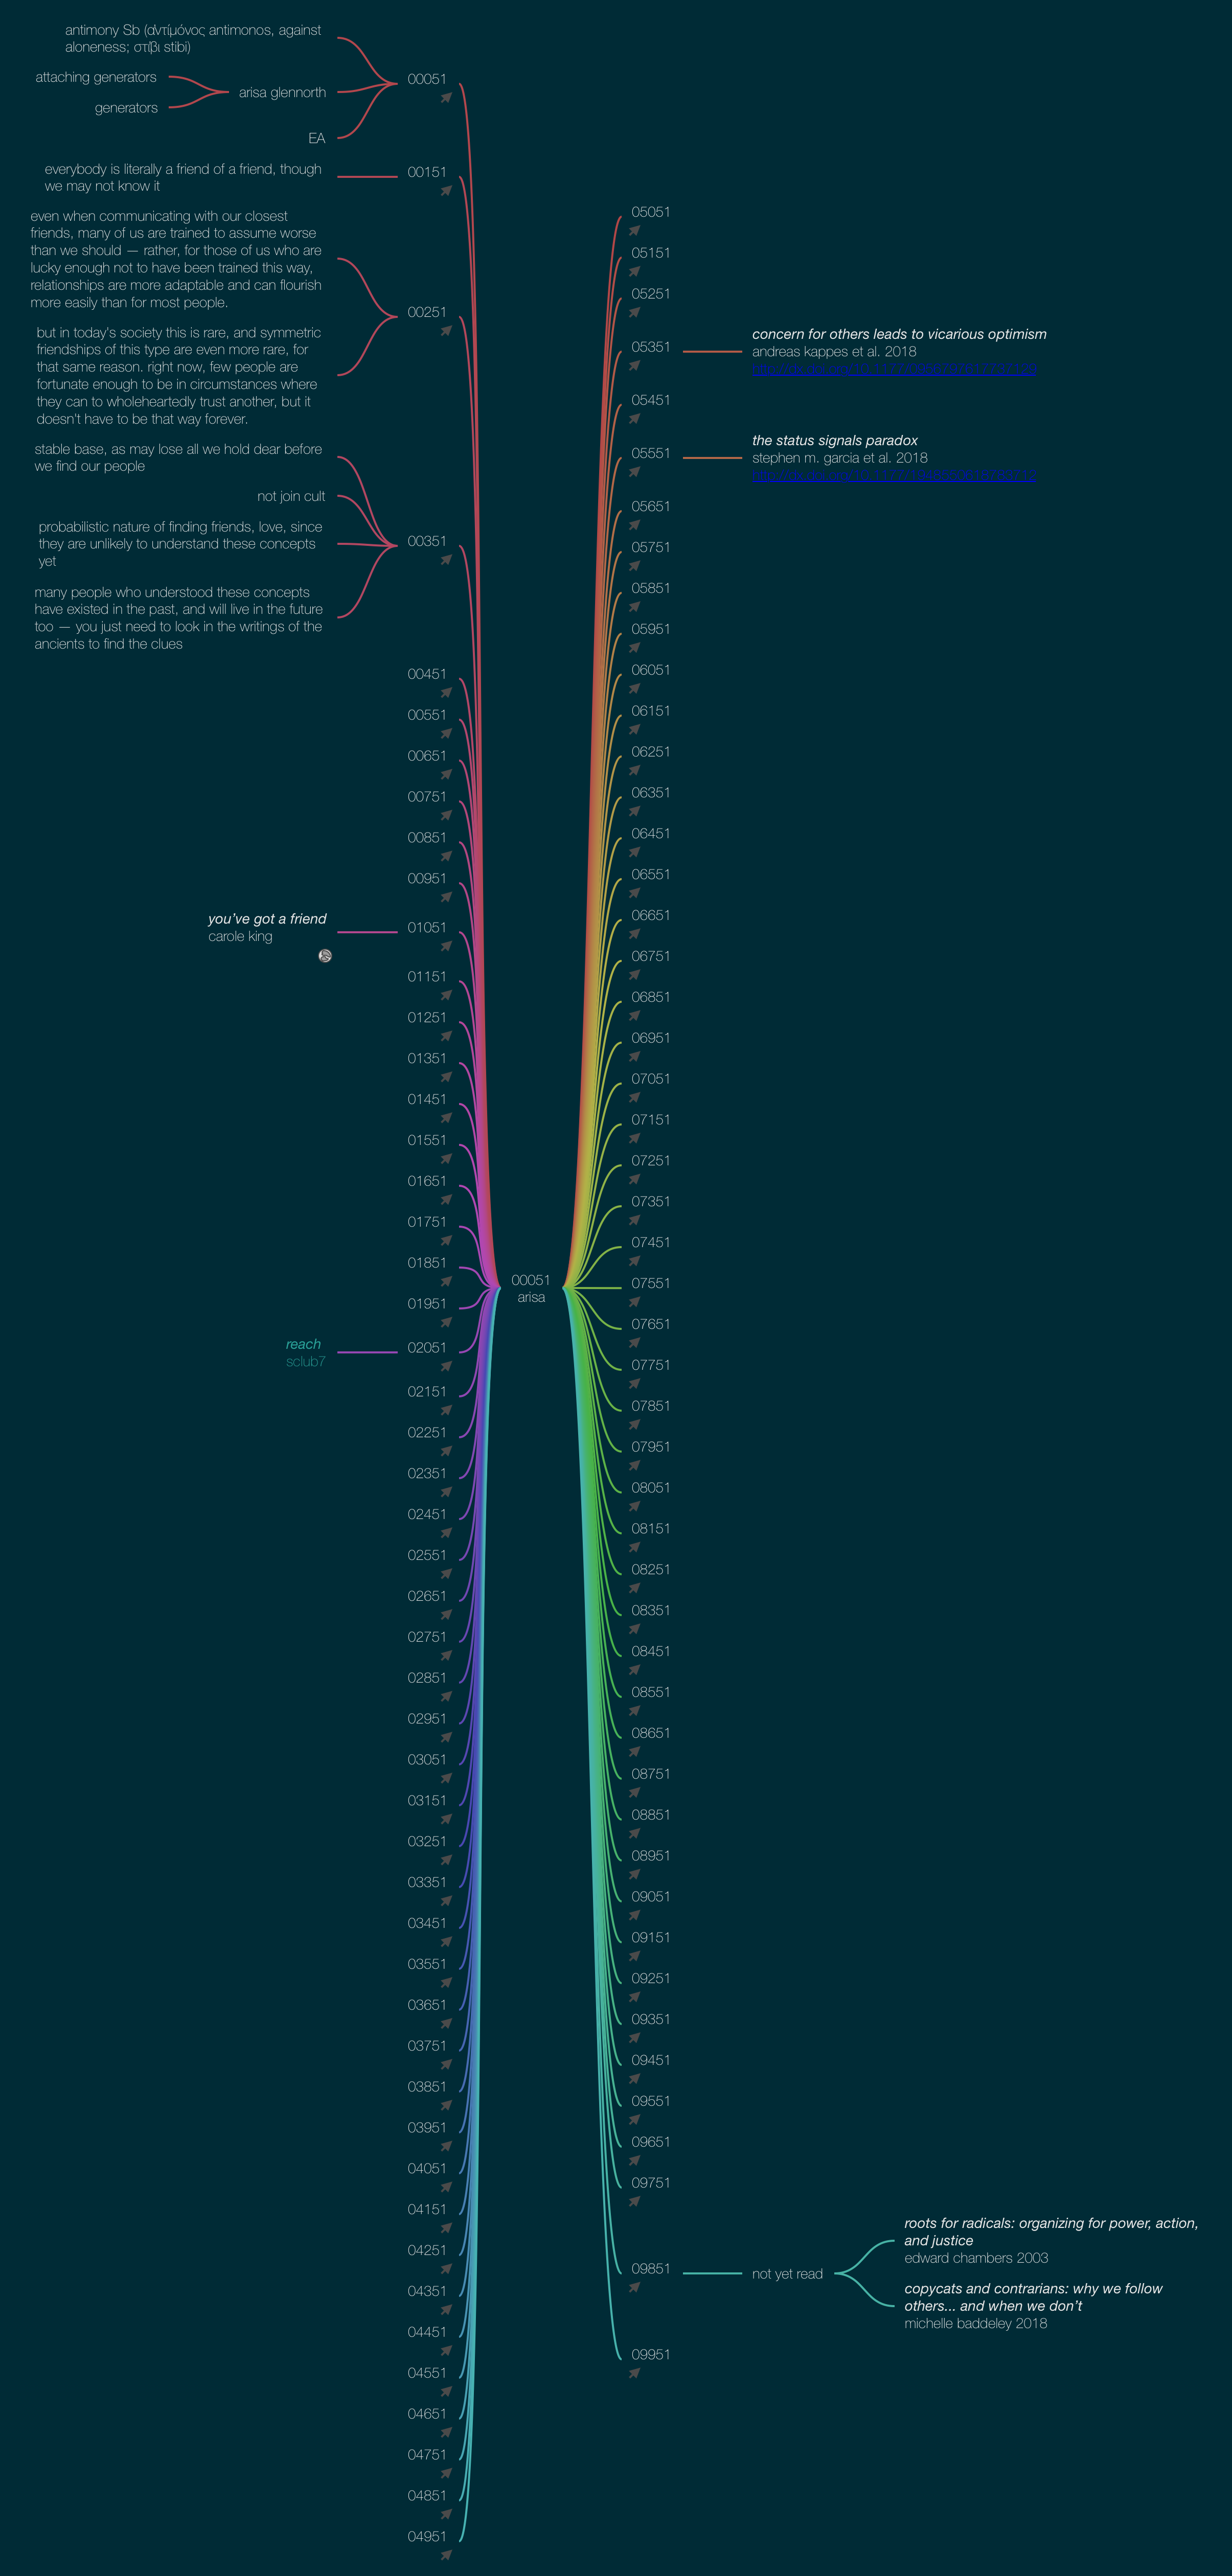 antimony Sb (ἀντίμόνος antimonos, against
aloneness; στίβι stibi)
attaching generators
generators
arisa glennorth
EA
00051
everybody is literally a friend of a friend, though
we may not know it
00151
even when communicating with our closest
friends, many of us are trained to assume worse
than we should — rather, for those of us who are
lucky enough not to have been trained this way,
relationships are more adaptable and can flourish
more easily than for most people.
but in today's society this is rare, and symmetric
friendships of this type are even more rare, for
that same reason. right now, few people are
fortunate enough to be in circumstances where
they can to wholeheartedly trust another, but it
doesn't have to be that way forever.
00251
stable base, as may lose all we hold dear before
we find our people
not join cult
probabilistic nature of finding friends, love, since
they are unlikely to understand these concepts
yet
many people who understood these concepts
have existed in the past, and will live in the future
too — you just need to look in the writings of the
ancients to find the clues
00351
00451
00551
00651
00751
00851
00951
you've got a friend
carole king
01051
01151
01251
01351
01451
01551
01651
01751
01851
01951
reach
sclub7
02051
02151
02251
02351
02451
02551
02651
02751
02851
02951
03051
03151
03251
03351
03451
03551
03651
03751
03851
03951
04051
04151
04251
04351
04451
04551
04651
04751
04851
04951
00051
arisa
05051
05151
05251
05351
concern for others leads to vicarious optimism
andreas kappes et al. 2018
05451
05551
the status signals paradox
stephen m. garcia et al. 2018
05651
05751
05851
05951
06051
06151
06251
06351
06451
06551
06651
06751
06851
06951
07051
07151
07251
07351
07451
07551
07651
07751
07851
07951
08051
08151
08251
08351
08451
08551
08651
08751
08851
08951
09051
09151
09251
09351
09451
09551
09651
09751
09851
not yet read
roots for radicals: organizing for power, action,
and justice
edward chambers 2003
copycats and contrarians: why we follow
others... and when we don't
michelle baddeley 2018
09951